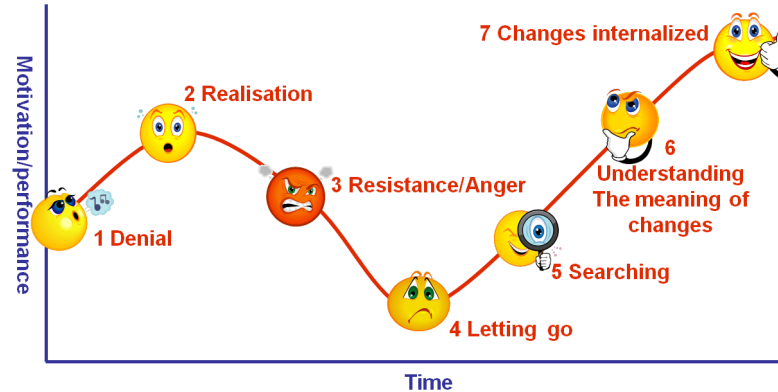 7 Changes internalized
2 Realisation
Motivation/performance
3 Resistance/Anger
6
Understanding
The meaning of
changes
1 Denial
5 Searching
4 Letting go
Time